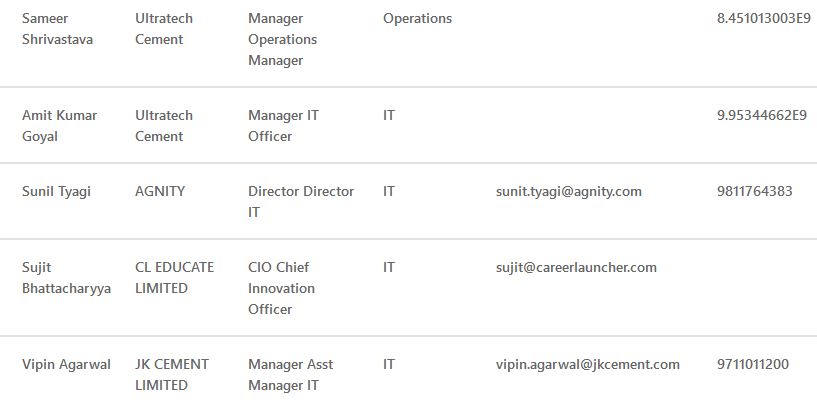 Sameer Ultratech Manager Operations 8.451013003E9
Shrivastava Cement Operations
Manager
Amit Kumar Ultratech Manager IT IT 9.95344662E9
Goyal Cement Officer
Sunil Tyagi AGNITY Director Director IT sunit.tyagi@agnity.com 9811764383
IT
Sujit CL EDUCATE CIO Chief IT sujit@careerlauncher.com
Bhattacharyya LIMITED Innovation
Officer
Vipin Agarwal JK CEMENT Manager Asst IT vipin.agarwal@jkcement.com 9711011200
LIMITED Manager IT